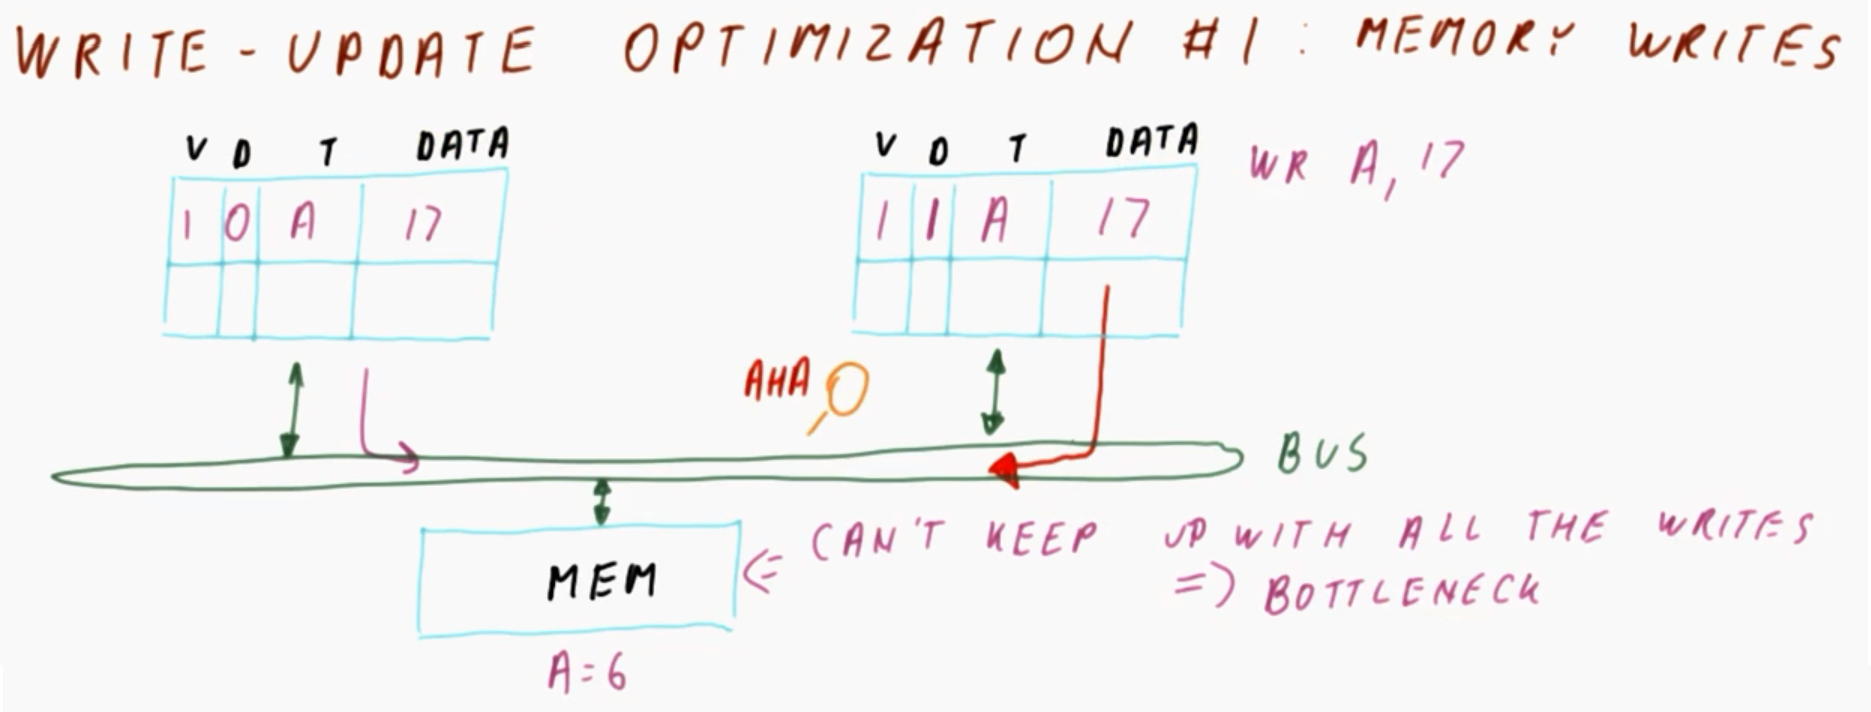 WRITE - UPDATE OPTIMIZATION #1 : MEMORY WRITES
V D T DATA
1 0 A 17
V D T DATA
1 1 A 17
WR A, 17
AHA
BUS
MEM
<= CAN'T KEEP UP WITH ALL THE WRITES
=> BOTTLENECK
A = 6